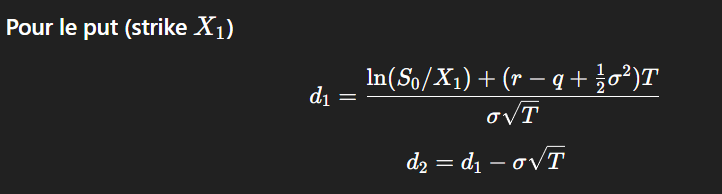 Pour le put (strike X₁)
d₁ = (ln(S₀/X₁) + (r − q + ½σ²)T) / (σ√T)
d₂ = d₁ − σ√T